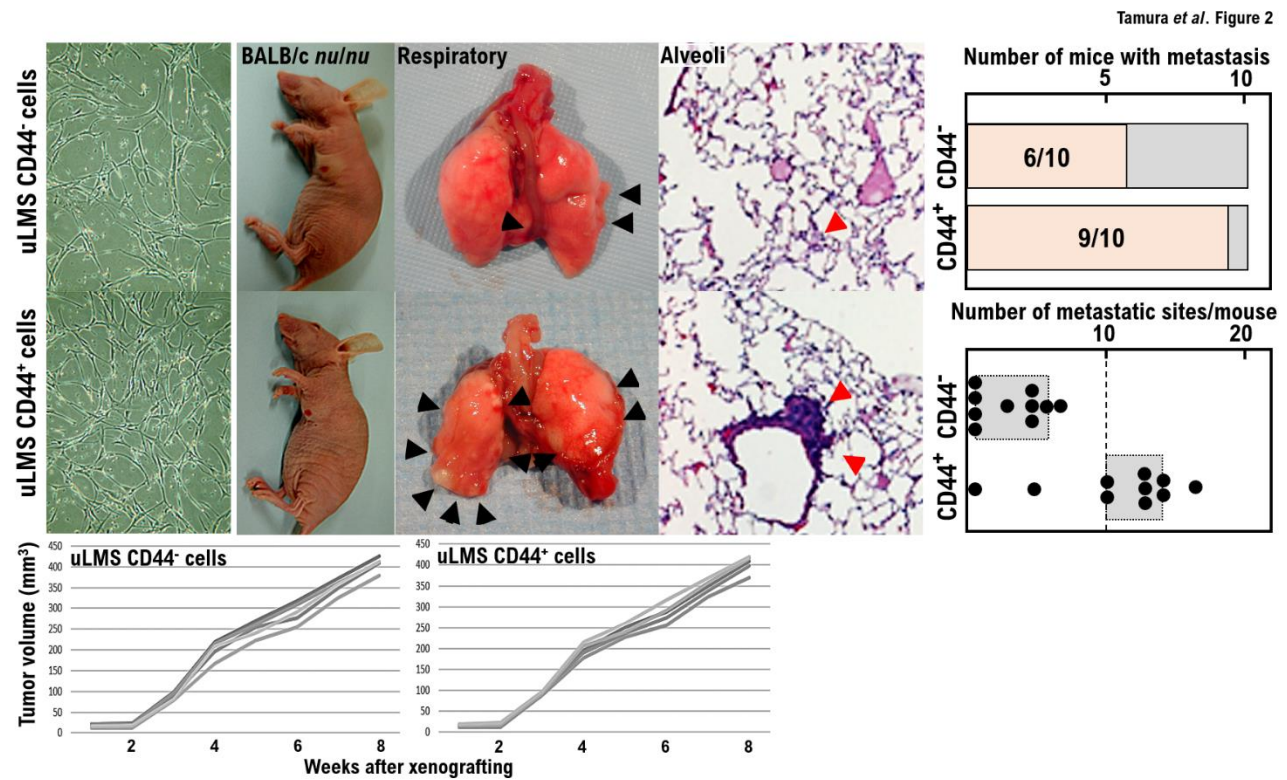 Tamura et al. Figure 2
BALB/c nu/nu
Respiratory
Alveoli
uLMS CD44⁻ cells
uLMS CD44⁺ cells
Number of mice with metastasis
5 10
CD44⁻
6/10
CD44⁺
9/10
Number of metastatic sites/mouse
10 20
CD44⁻
CD44⁺
Tumor volume (mm³)
uLMS CD44⁻ cells
450
400
350
300
250
200
150
100
50
0
2 4 6 8
uLMS CD44⁺ cells
450
400
350
300
250
200
150
100
50
0
2 4 6 8
Weeks after xenografting